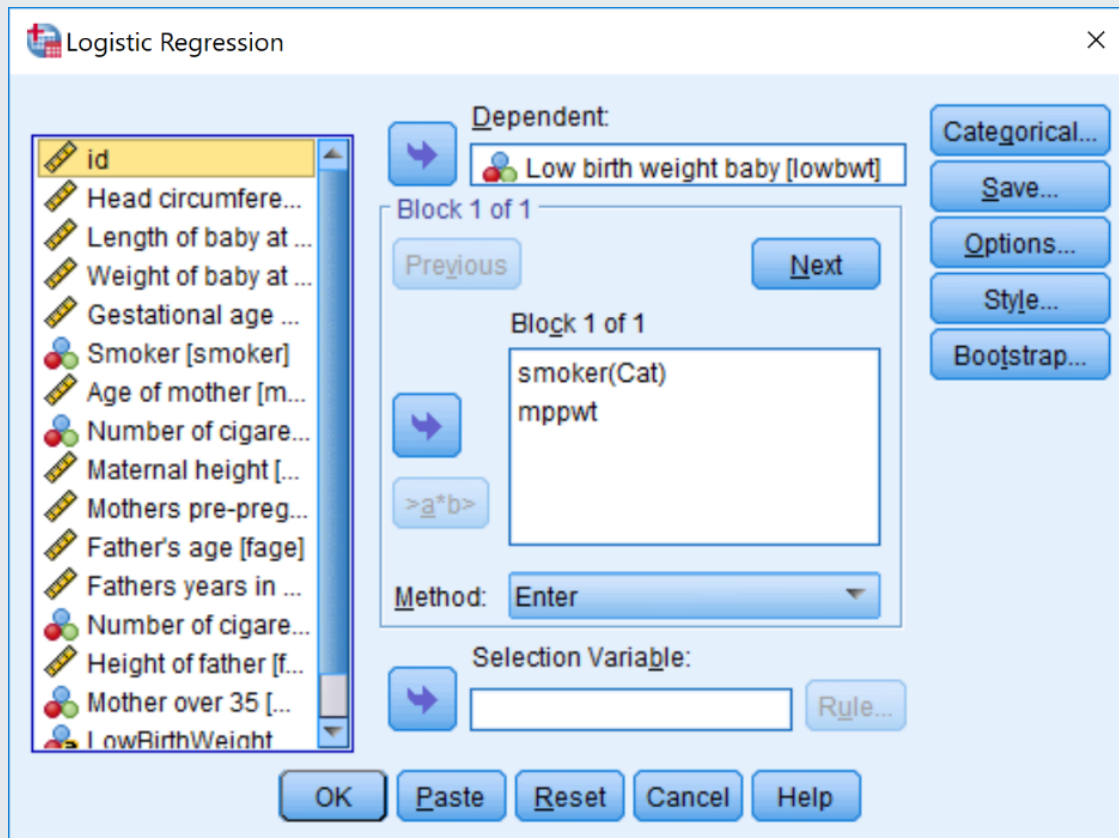 Logistic Regression
id
Head circumfere...
Length of baby at ...
Weight of baby at ...
Gestational age ...
Smoker [smoker]
Age of mother [m...
Number of cigare...
Maternal height [...
Mothers pre-preg...
Father's age [fage]
Fathers years in ...
Number of cigare...
Height of father [f...
Mother over 35 [...
LowBirthWeight
Dependent:
Low birth weight baby [lowbwt]
Block 1 of 1
Previous
Next
Block 1 of 1
smoker(Cat)
mppwt
>a*b>
Method:
Enter
Selection Variable:
Rule...
Categorical...
Save...
Options...
Style...
Bootstrap...
OK
Paste
Reset
Cancel
Help